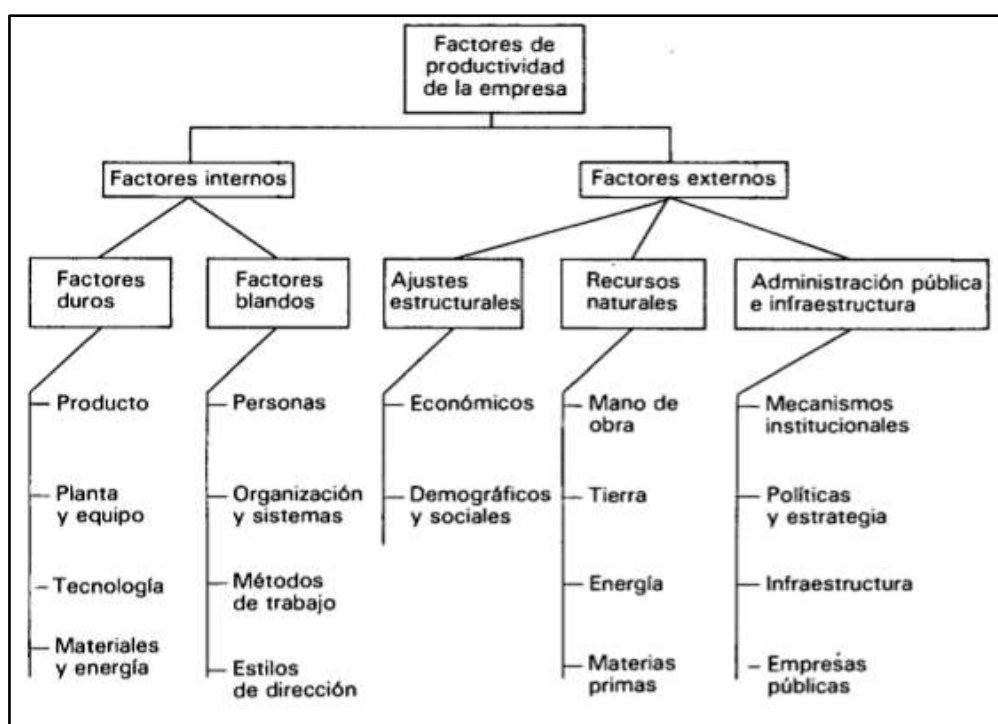 Factores de
productividad
de la empresa
Factores internos
Factores externos
Factores
duros
Factores
blandos
Ajustes
estructurales
Recursos
naturales
Administración pública
e infraestructura
Producto
Planta
y equipo
Tecnología
Materiales
y energía
Personas
Organización
y sistemas
Métodos
de trabajo
Estilos
de dirección
Económicos
Demográficos
y sociales
Mano de
obra
Tierra
Energía
Materias
primas
Mecanismos
institucionales
Políticas
y estrategia
Infraestructura
Empresas
públicas